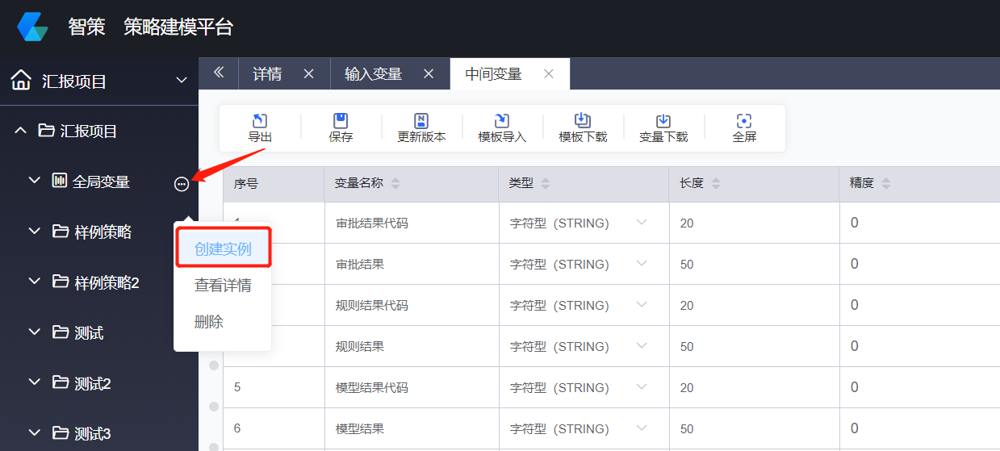 智策 策略建模平台
汇报项目
详情
输入变量
中间变量
汇报项目
全局变量
样例策略
样例策略2
测试
测试2
测试3
导出 保存 更新版本 模板导入 模板下载 变量下载 全屏
创建实例
查看详情
删除
序号 变量名称 类型 长度 精度
审批结果代码 字符型（STRING） 20 0
审批结果 字符型（STRING） 50 0
规则结果代码 字符型（STRING） 20 0
规则结果 字符型（STRING） 50 0
5 模型结果代码 字符型（STRING） 20 0
6 模型结果 字符型（STRING） 50 0